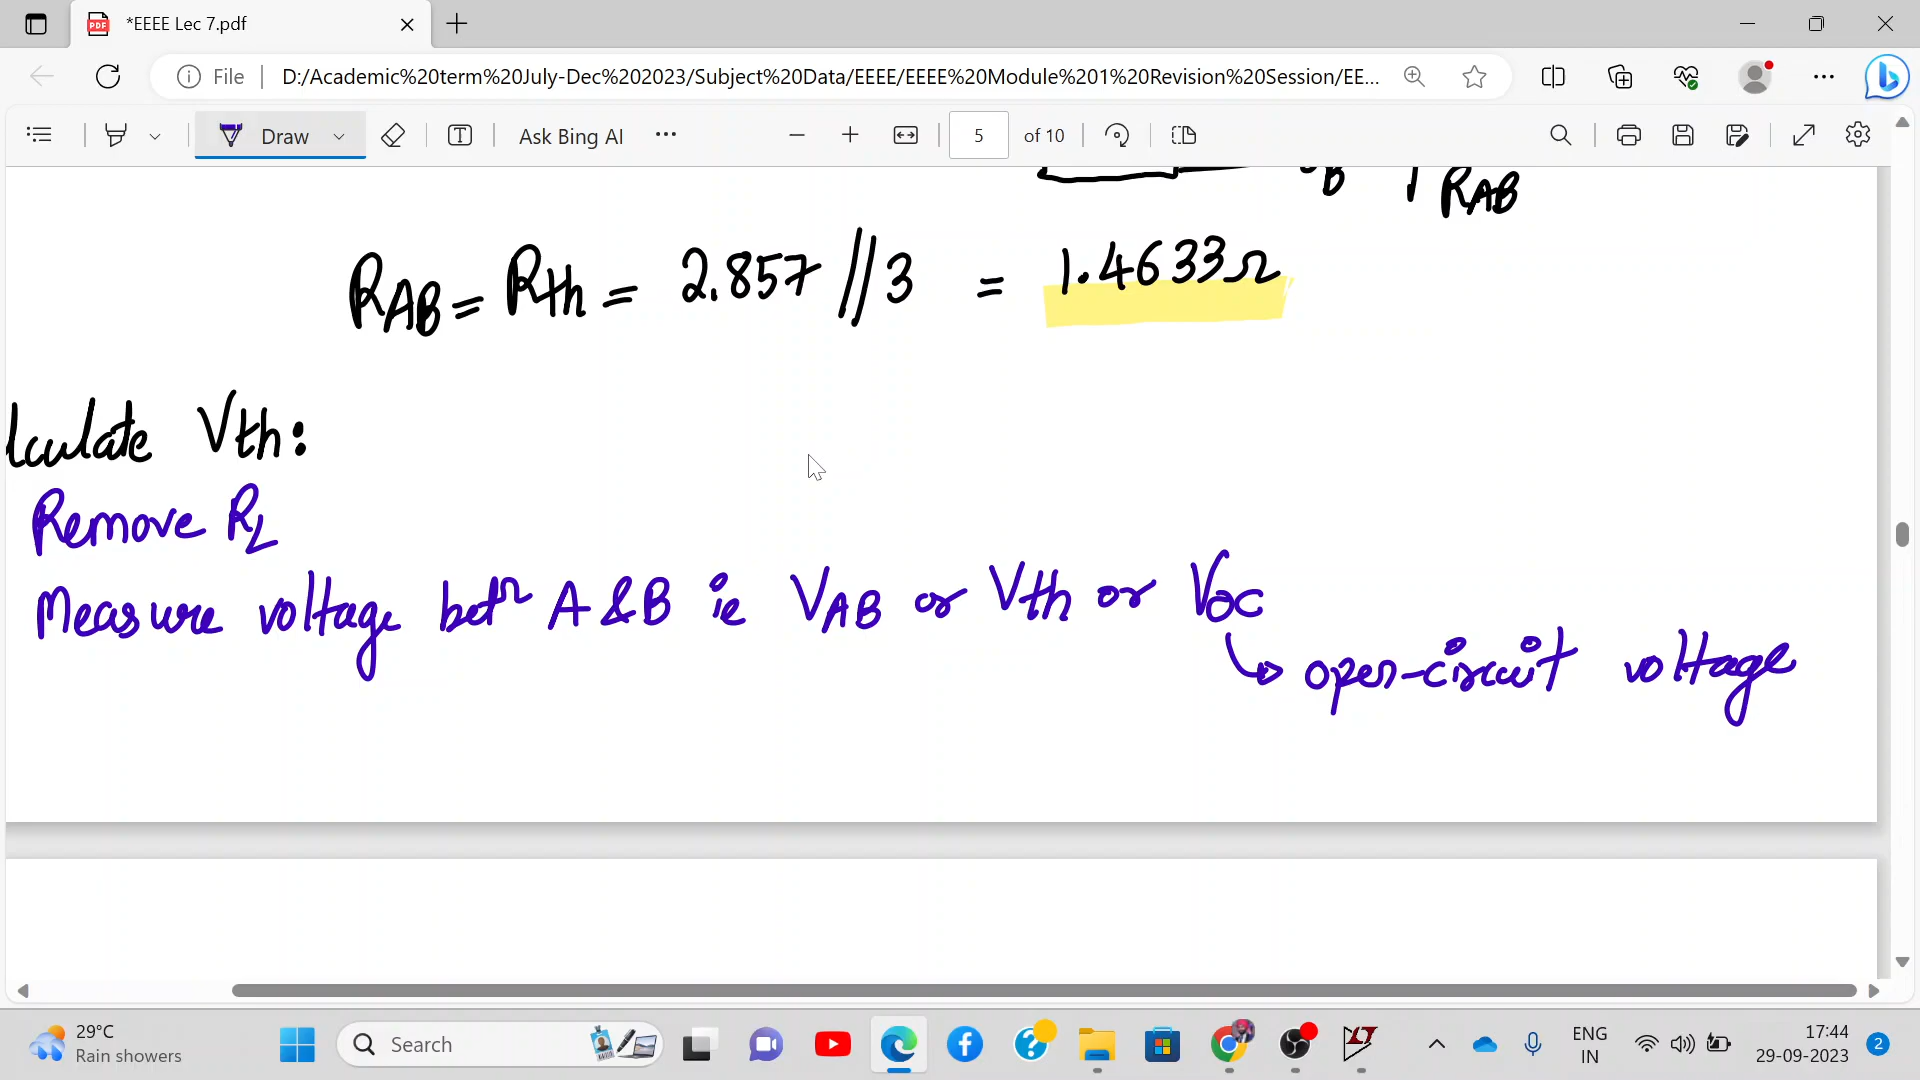 *EEEE Lec 7.pdf
File
D:/Academic%20term%20July-Dec%202023/Subject%20Data/EEEE/EEEE%20Module%201%20Revision%20Session/EE...
Draw
Ask Bing AI
5
of 10
B
RAB
RAB = Rth = 2.857 // 3 = 1.4633Ω
lculate Vth:
Remove RL
Measure voltage betn A & B ie VAB or Vth or VOC
open-circuit voltage
29°C
Rain showers
Search
ENG
IN
17:44
29-09-2023
2